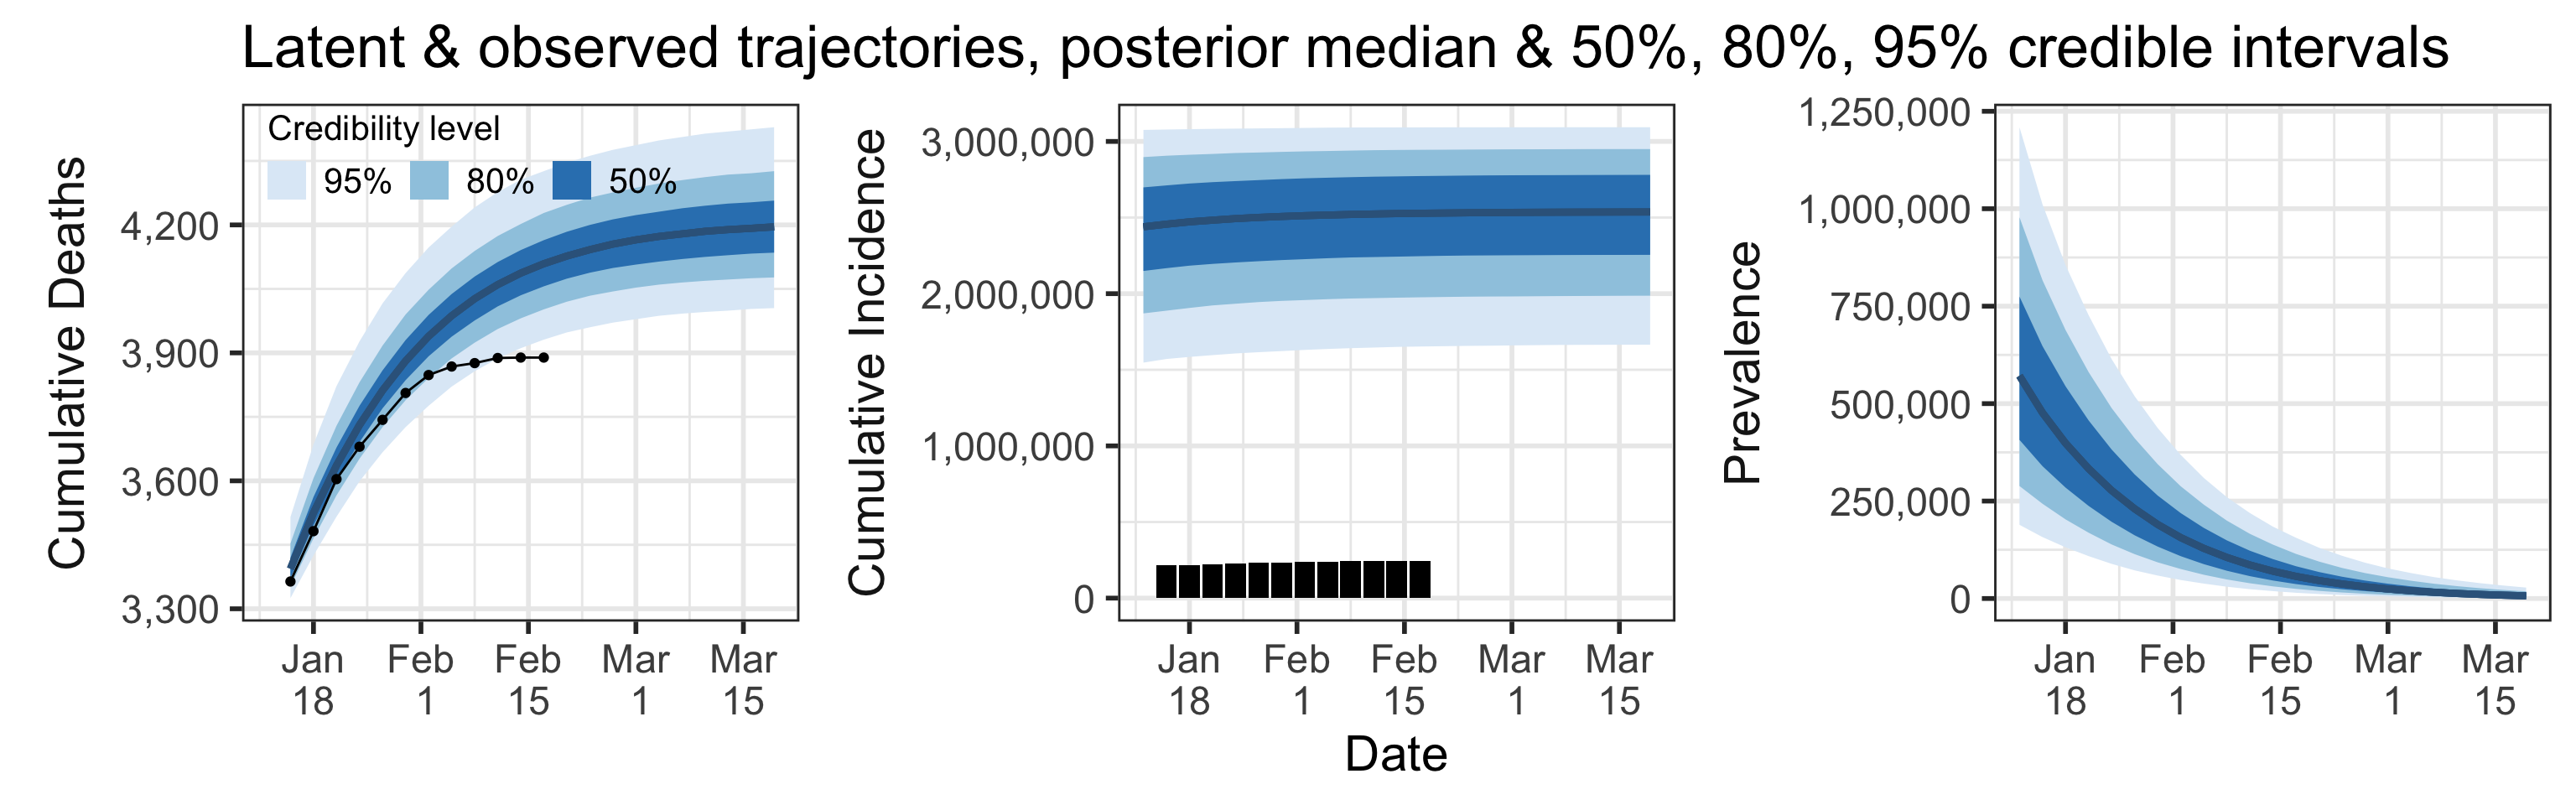 Latent & observed trajectories, posterior median & 50%, 80%, 95% credible intervals
Cumulative Deaths
Credibility level
95% 80% 50%
4,200
3,900
3,600
3,300
Jan 18
Feb 1
Feb 15
Mar 1
Mar 15
Cumulative Incidence
3,000,000
2,000,000
1,000,000
0
Jan 18
Feb 1
Feb 15
Mar 1
Mar 15
Date
Prevalence
1,250,000
1,000,000
750,000
500,000
250,000
0
Jan 18
Feb 1
Feb 15
Mar 1
Mar 15